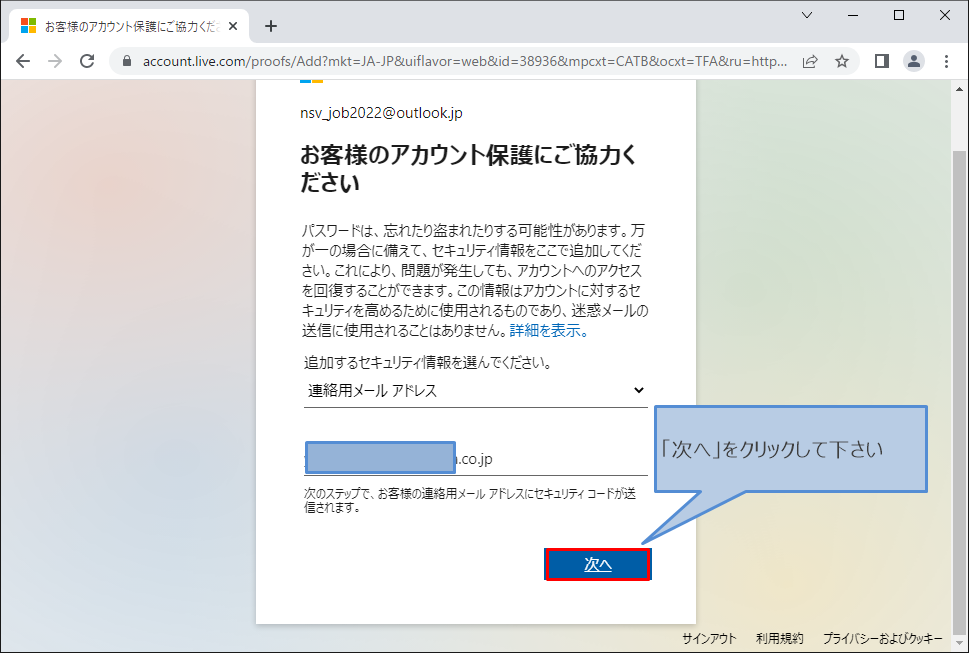 お客様のアカウント保護にご協力くださ
account.live.com/proofs/Add?mkt=JA-JP&uiflavor=web&id=38936&mpcxt=CATB&ocxt=TFA&ru=http...
nsv_job2022@outlook.jp
お客様のアカウント保護にご協力く
ださい
パスワードは、忘れたり盗まれたりする可能性があります。万
が一の場合に備えて、セキュリティ情報をここで追加してくだ
さい。これにより、問題が発生しても、アカウントへのアクセス
を回復することができます。この情報はアカウントに対するセ
キュリティを高めるために使用されるものであり、迷惑メールの
送信に使用されることはありません。詳細を表示。
追加するセキュリティ情報を選んでください。
連絡用メール アドレス
.co.jp
「次へ」をクリックして下さい
次のステップで、お客様の連絡用メール アドレスにセキュリティ コードが送
信されます。
次へ
サインアウト 利用規約 プライバシーおよびクッキー